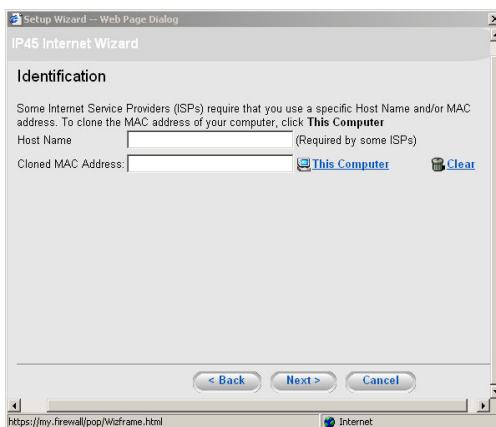 Setup Wizard -- Web Page Dialog
IP45 Internet Wizard
Identification
Some Internet Service Providers (ISPs) require that you use a specific Host Name and/or MAC
address. To clone the MAC address of your computer, click This Computer
Host Name (Required by some ISPs)
Cloned MAC Address: This Computer Clear
< Back Next > Cancel
https://my.firewall/pop/Wizframe.html Internet